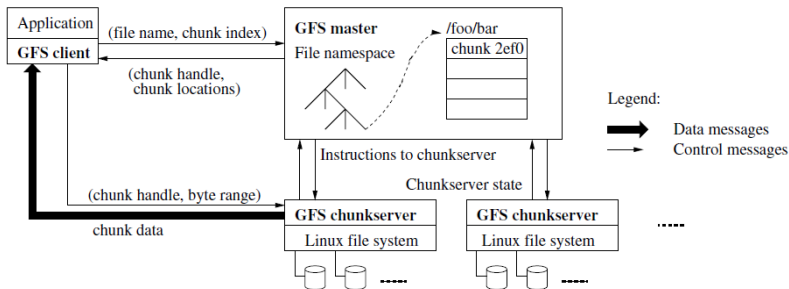 Application
GFS client
(file name, chunk index)
(chunk handle,
chunk locations)
GFS master
File namespace
/foo/bar
chunk 2ef0
Legend:
Data messages
Control messages
Instructions to chunkserver
Chunkserver state
(chunk handle, byte range)
chunk data
GFS chunkserver
Linux file system
GFS chunkserver
Linux file system